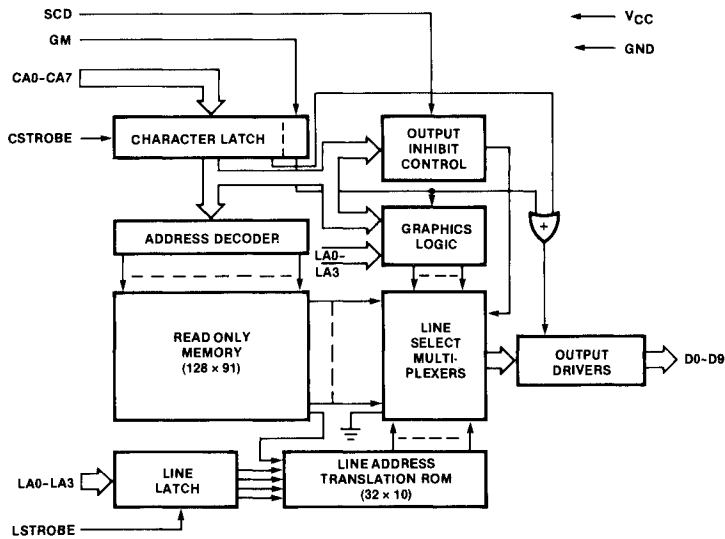 SCD
GM
CA0-CA7
CSTROBE
VCC
GND
CHARACTER LATCH
OUTPUT
INHIBIT
CONTROL
ADDRESS DECODER
LA0-
LA3
GRAPHICS
LOGIC
+
READ ONLY
MEMORY
(128 × 91)
LINE
SELECT
MULTI-
PLEXERS
OUTPUT
DRIVERS
D0-D9
LA0-LA3
LINE
LATCH
LINE ADDRESS
TRANSLATION ROM
(32 × 10)
LSTROBE